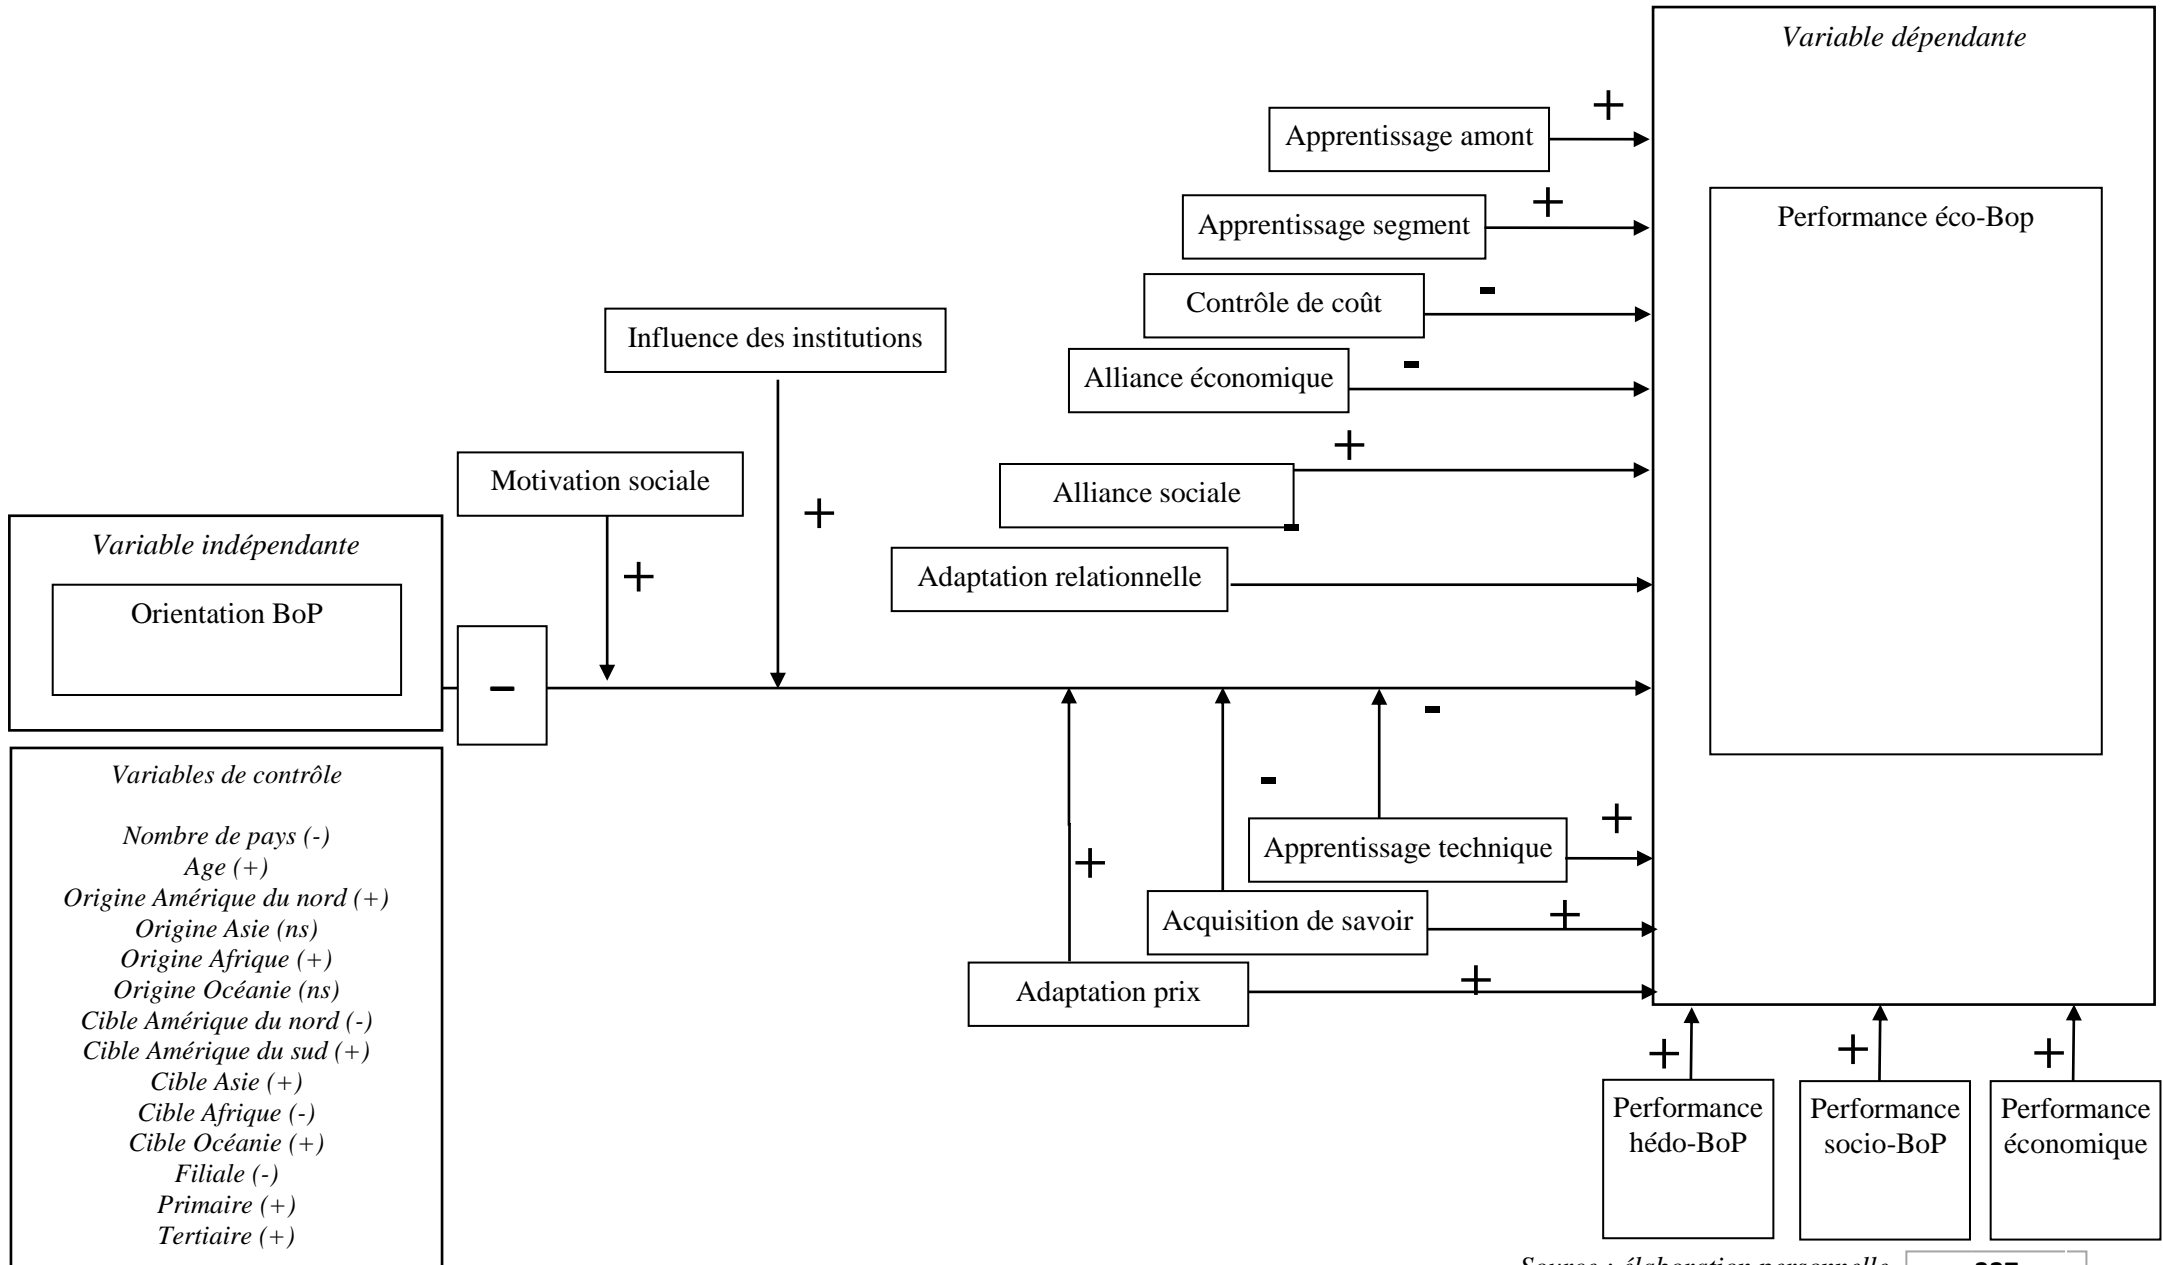 Variable dépendante
+
Apprentissage amont
+
Apprentissage segment
Performance éco-Bop
-
Contrôle de coût
Influence des institutions
-
Alliance économique
+
Motivation sociale
Alliance sociale
+
-
Variable indépendante
+
Adaptation relationnelle
Orientation BoP
–
-
Variables de contrôle
-
+
Nombre de pays (-)
Apprentissage technique
+
Age (+)
Origine Amérique du nord (+)
+
Acquisition de savoir
Origine Asie (ns)
Origine Afrique (+)
+
Adaptation prix
Origine Océanie (ns)
Cible Amérique du nord (-)
Cible Amérique du sud (+)
+
+
+
Cible Asie (+)
Cible Afrique (-)
Cible Océanie (+)
Filiale (-)
Primaire (+)
Tertiaire (+)
Performance
hédo-BoP
Performance
socio-BoP
Performance
économique
Source : élaboration personnelle